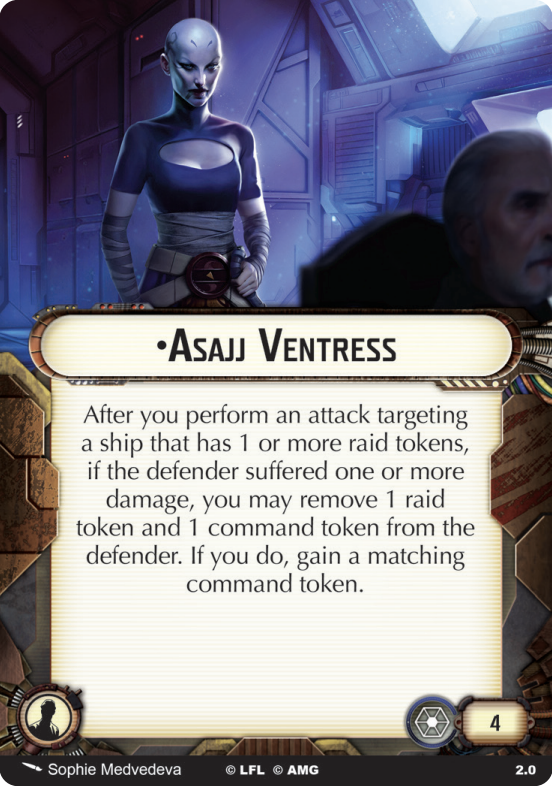 •Asajj Ventress
After you perform an attack targeting
a ship that has 1 or more raid tokens,
if the defender suffered one or more
damage, you may remove 1 raid
token and 1 command token from the
defender. If you do, gain a matching
command token.
4
Sophie Medvedeva © LFL © AMG 2.0